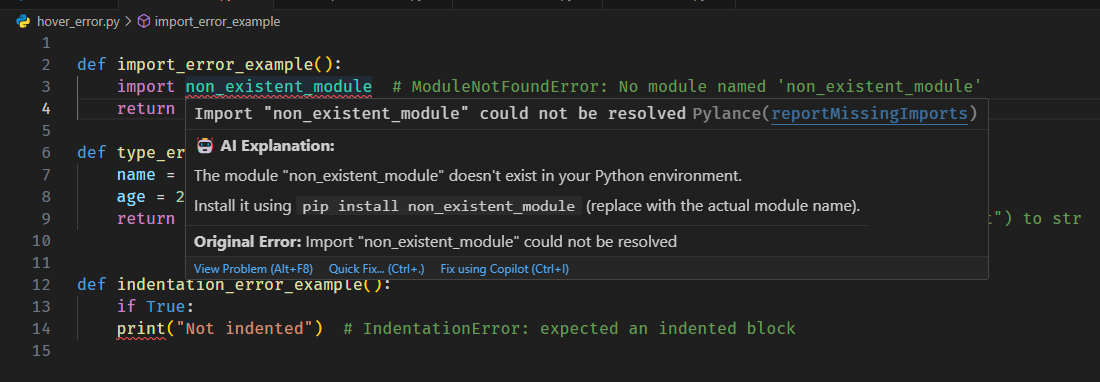 hover_error.py > import_error_example
1
2 def import_error_example():
3 import non_existent_module # ModuleNotFoundError: No module named 'non_existent_module'
4 return
Import "non_existent_module" could not be resolved Pylance(reportMissingImports)
AI Explanation:
The module "non_existent_module" doesn't exist in your Python environment.
Install it using pip install non_existent_module (replace with the actual module name).
Original Error: Import "non_existent_module" could not be resolved
View Problem (Alt+F8) Quick Fix... (Ctrl+.) Fix using Copilot (Ctrl+I)
5
6 def type_er
7 name =
8 age = 2
9 return t") to str
10
11
12 def indentation_error_example():
13 if True:
14 print("Not indented") # IndentationError: expected an indented block
15